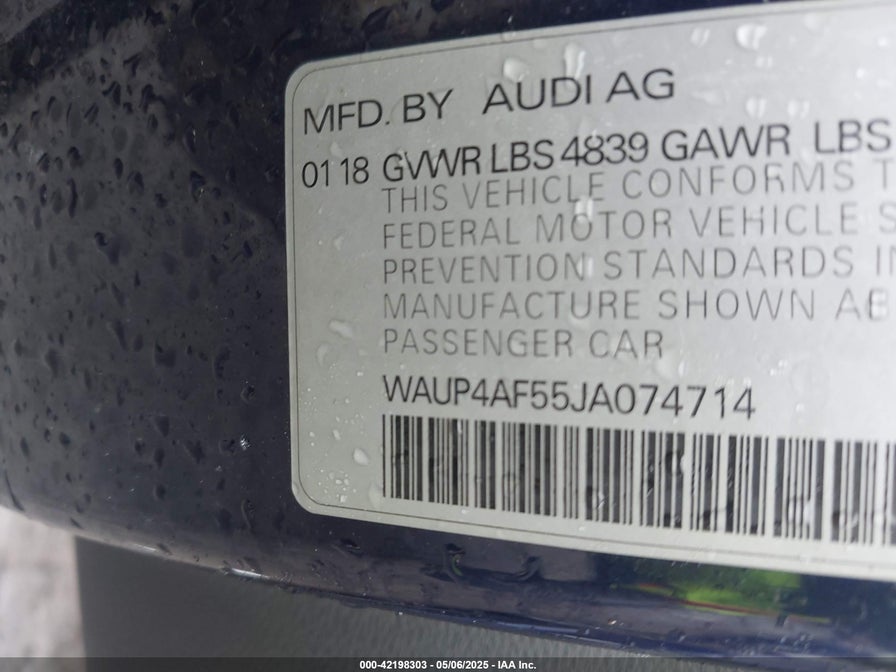 MFD. BY AUDI AG
01 18 GVWR LBS 4839 GAWR LBS
THIS VEHICLE CONFORMS
FEDERAL MOTOR VEHICLE
PREVENTION STANDARDS
MANUFACTURE SHOWN
PASSENGER CAR
WAUP4AF55JA074714
000-42198303 - 05/06/2025 - IAA Inc.